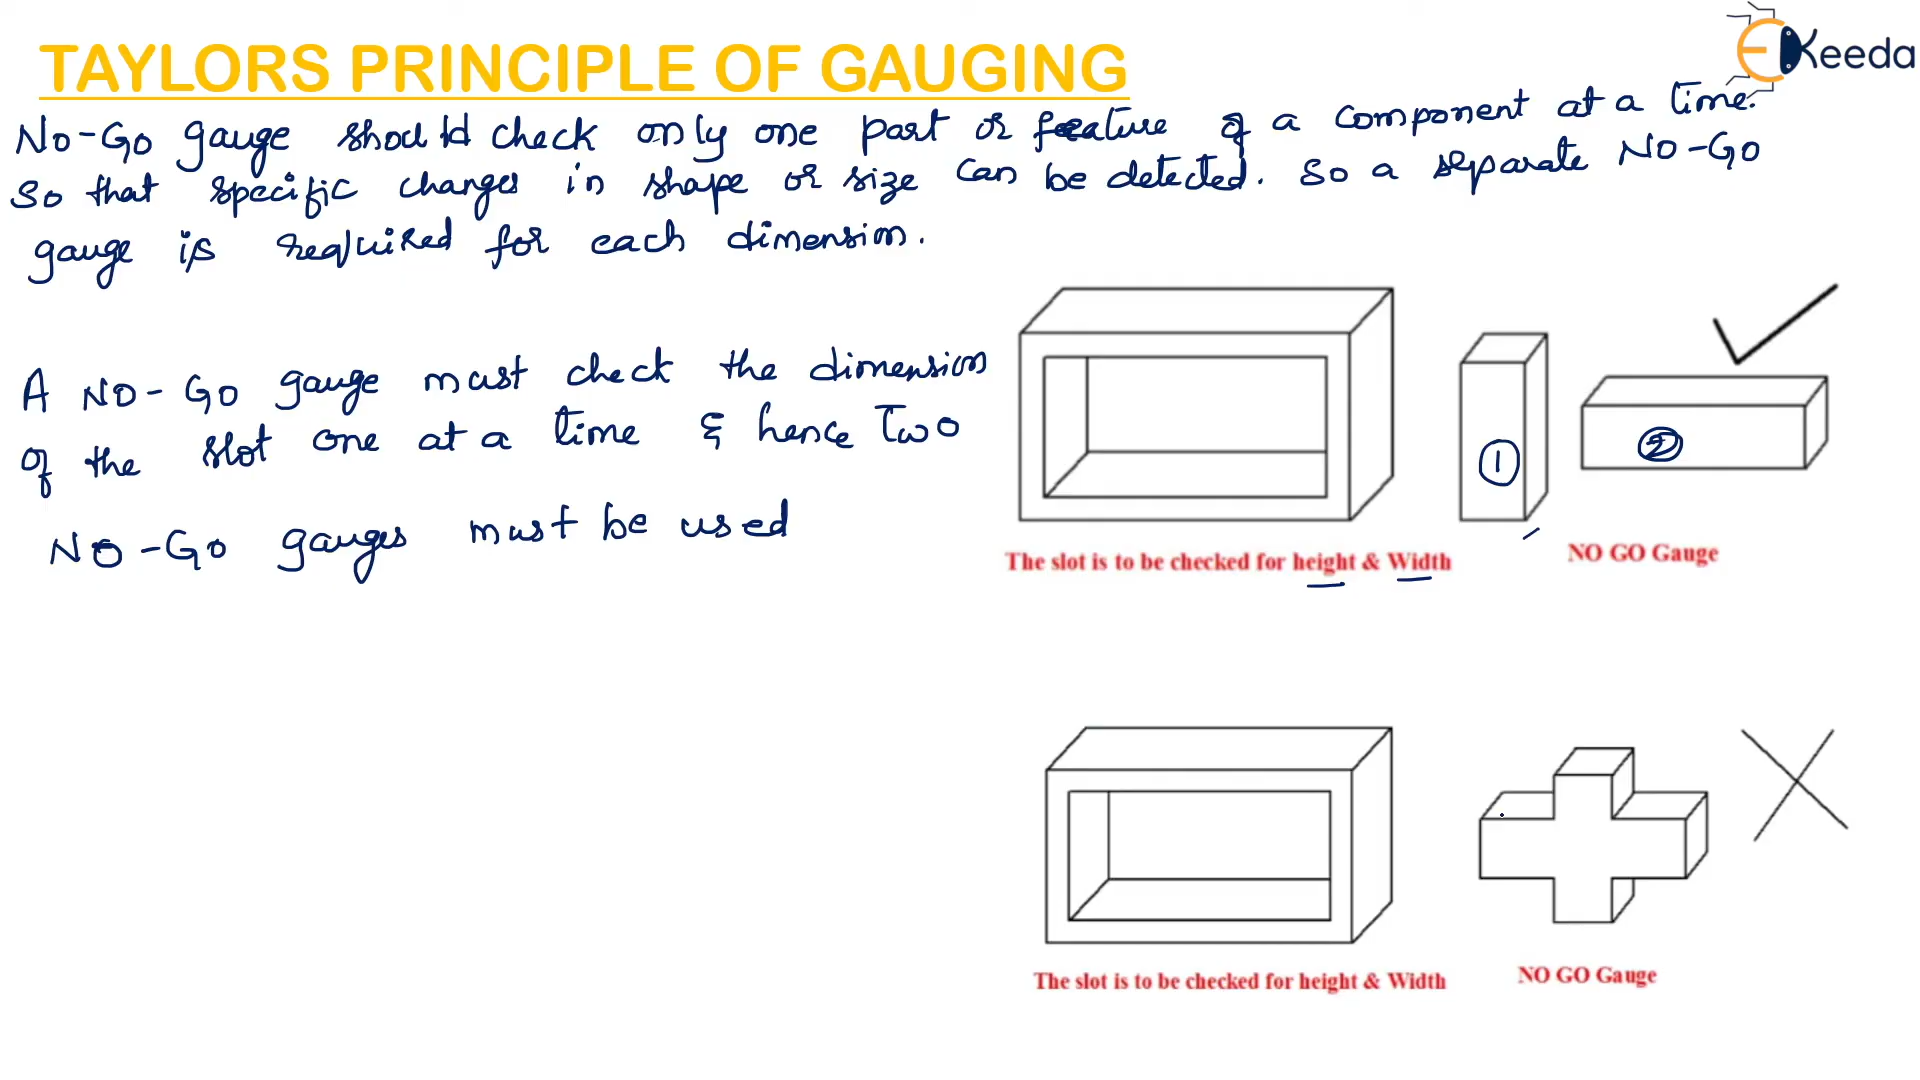 TAYLORS PRINCIPLE OF GAUGING
EKeeda
No-Go gauge should check only one part or feature of a component at a time.
So that specific changes in shape or size can be detected. So a separate No-Go
gauge is required for each dimension.
A No-Go gauge must check the dimension
of the slot one at a time & hence Two
No-Go gauges must be used
1
2
The slot is to be checked for height & Width
NO GO Gauge
The slot is to be checked for height & Width
NO GO Gauge